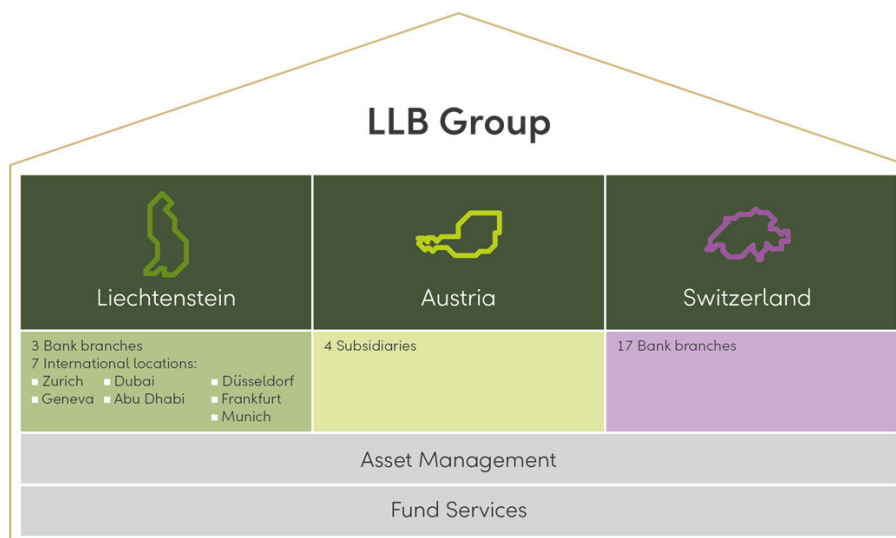 LLB Group
Liechtenstein
Austria
Switzerland
3 Bank branches
7 International locations:
Zurich
Dubai
Düsseldorf
Geneva
Abu Dhabi
Frankfurt
Munich
4 Subsidiaries
17 Bank branches
Asset Management
Fund Services